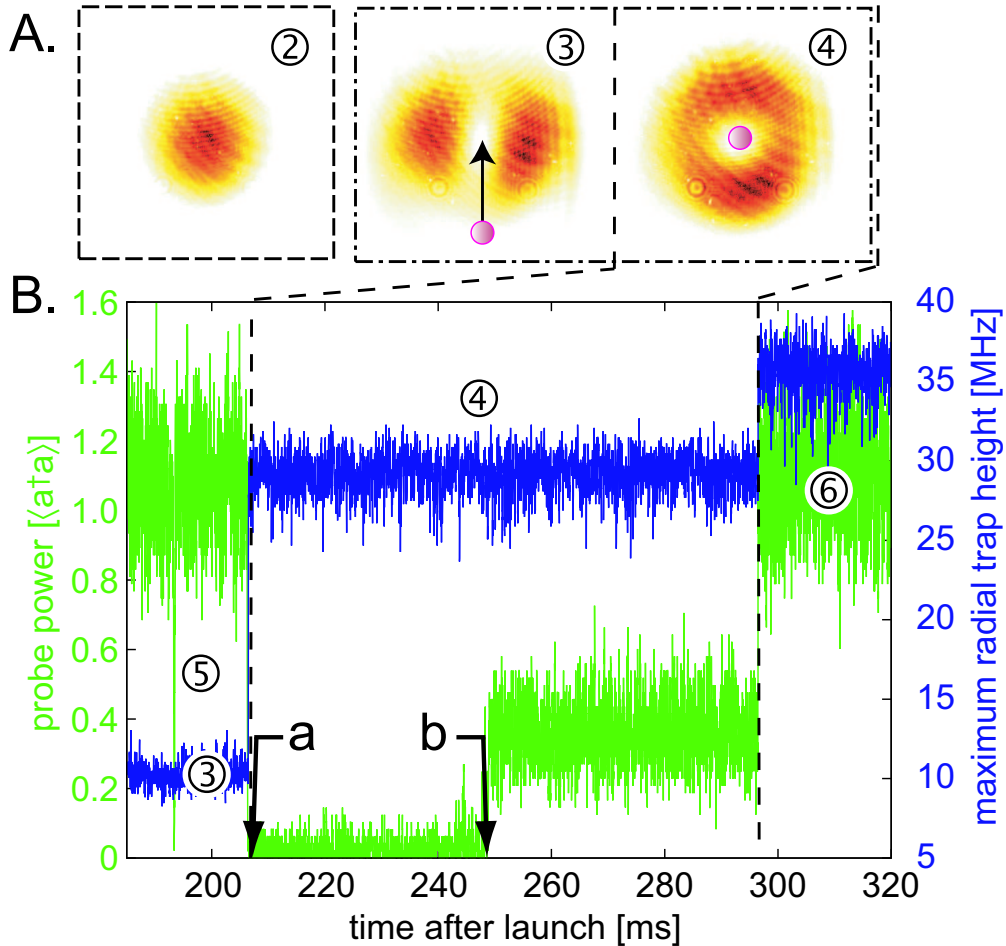 A.
② ③ ④
B.
1.6
1.4
1.2
1.0
0.8
0.6
0.4
0.2
0
probe power [⟨a†a⟩]
40
35
30
25
20
15
10
5
maximum radial trap height [MHz]
④
⑥
⑤
③
a
b
200 220 240 260 280 300 320
time after launch [ms]